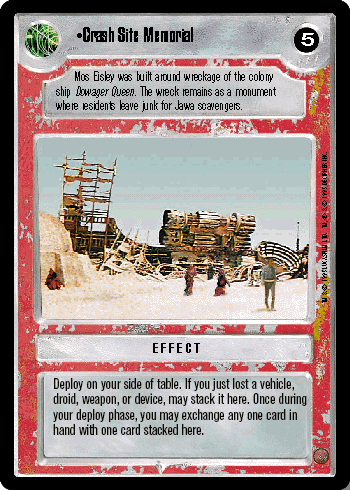 •Crash Site Memorial
5
Mos Eisley was built around wreckage of the colony
ship Dowager Queen. The wreck remains as a monument
where residents leave junk for Jawa scavengers.
EFFECT
Deploy on your side of table. If you just lost a vehicle,
droid, weapon, or device, may stack it here. Once during
your deploy phase, you may exchange any one card in
hand with one card stacked here.